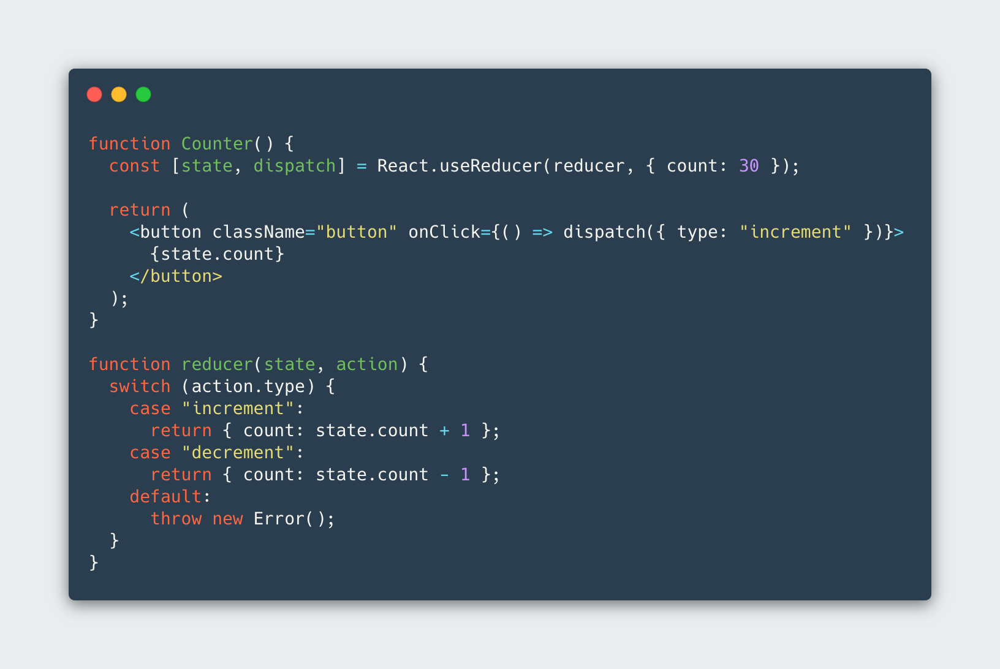 function Counter() {
  const [state, dispatch] = React.useReducer(reducer, { count: 30 });

  return (
    <button className="button" onClick={() => dispatch({ type: "increment" })}>
      {state.count}
    </button>
  );
}

function reducer(state, action) {
  switch (action.type) {
    case "increment":
      return { count: state.count + 1 };
    case "decrement":
      return { count: state.count - 1 };
    default:
      throw new Error();
  }
}